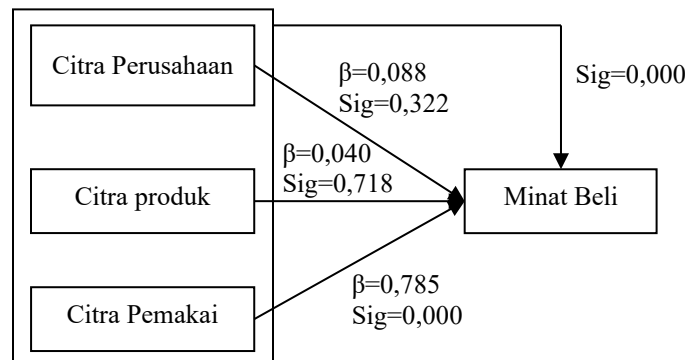 Citra Perusahaan
β=0,088
Sig=0,322
Sig=0,000
β=0,040
Sig=0,718
Citra produk
Minat Beli
β=0,785
Sig=0,000
Citra Pemakai